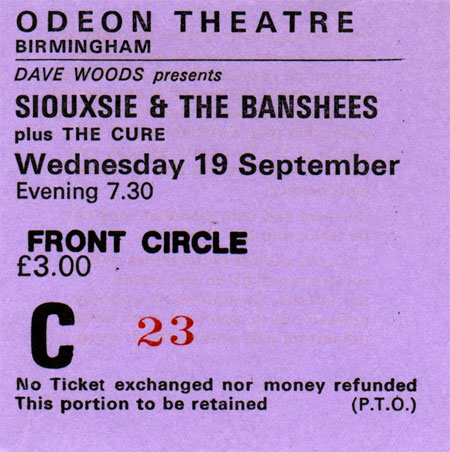 ODEON THEATRE
BIRMINGHAM
DAVE WOODS presents
SIOUXSIE & THE BANSHEES
plus THE CURE
Wednesday 19 September
Evening 7.30
FRONT CIRCLE
£3.00
C 23
No Ticket exchanged nor money refunded
This portion to be retained (P.T.O.)